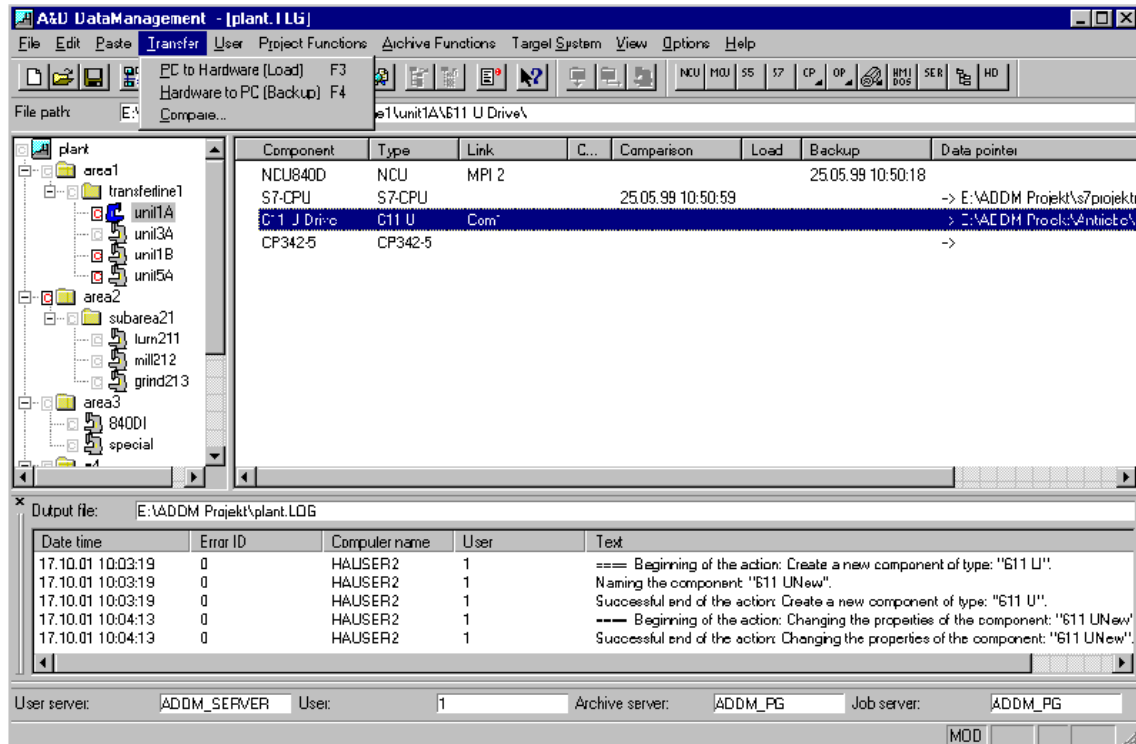 A&D DataManagement - [plant.LOG]
File Edit Paste Transfer User Project Functions Archive Functions Target System View Options Help
PC to Hardware (Load) F3
Hardware to PC (Backup) F4
Compare...
NCU MCU S5 S7 CP OP HMI DOS SER HD
File path: E:\ e1\unit1A\611 U Drive\
plant
area1
transferline1
unit1A
unit3A
unit1B
unit5A
area2
subarea21
turn211
mill212
grind213
area3
840DI
special
Component Type Link C... Comparison Load Backup Data pointer
NCU840D NCU MPI 2 25.05.99 10:50:18
S7-CPU S7-CPU 25.05.99 10:50:59 -> E:\ADDM Projekt\s7projekt
611 U Drive 611 U Com1 -> E:\ADDM Projekt\Antriebe\
CP342-5 CP342-5 ->
Output file: E:\ADDM Projekt\plant.LOG
Date time Error ID Computer name User Text
17.10.01 10:03:19 0 HAUSER2 1 ==== Beginning of the action: Create a new component of type: "611 U".
17.10.01 10:03:19 0 HAUSER2 1 Naming the component: "611 UNew".
17.10.01 10:03:19 0 HAUSER2 1 Successful end of the action: Create a new component of type: "611 U".
17.10.01 10:04:13 0 HAUSER2 1 ==== Beginning of the action: Changing the properties of the component: "611 UNew"
17.10.01 10:04:13 0 HAUSER2 1 Successful end of the action: Changing the properties of the component: "611 UNew".
User server: ADDM_SERVER User: 1 Archive server: ADDM_PG Job server: ADDM_PG
MOD